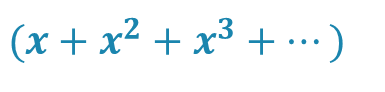 (x + x² + x³ + ⋯ )